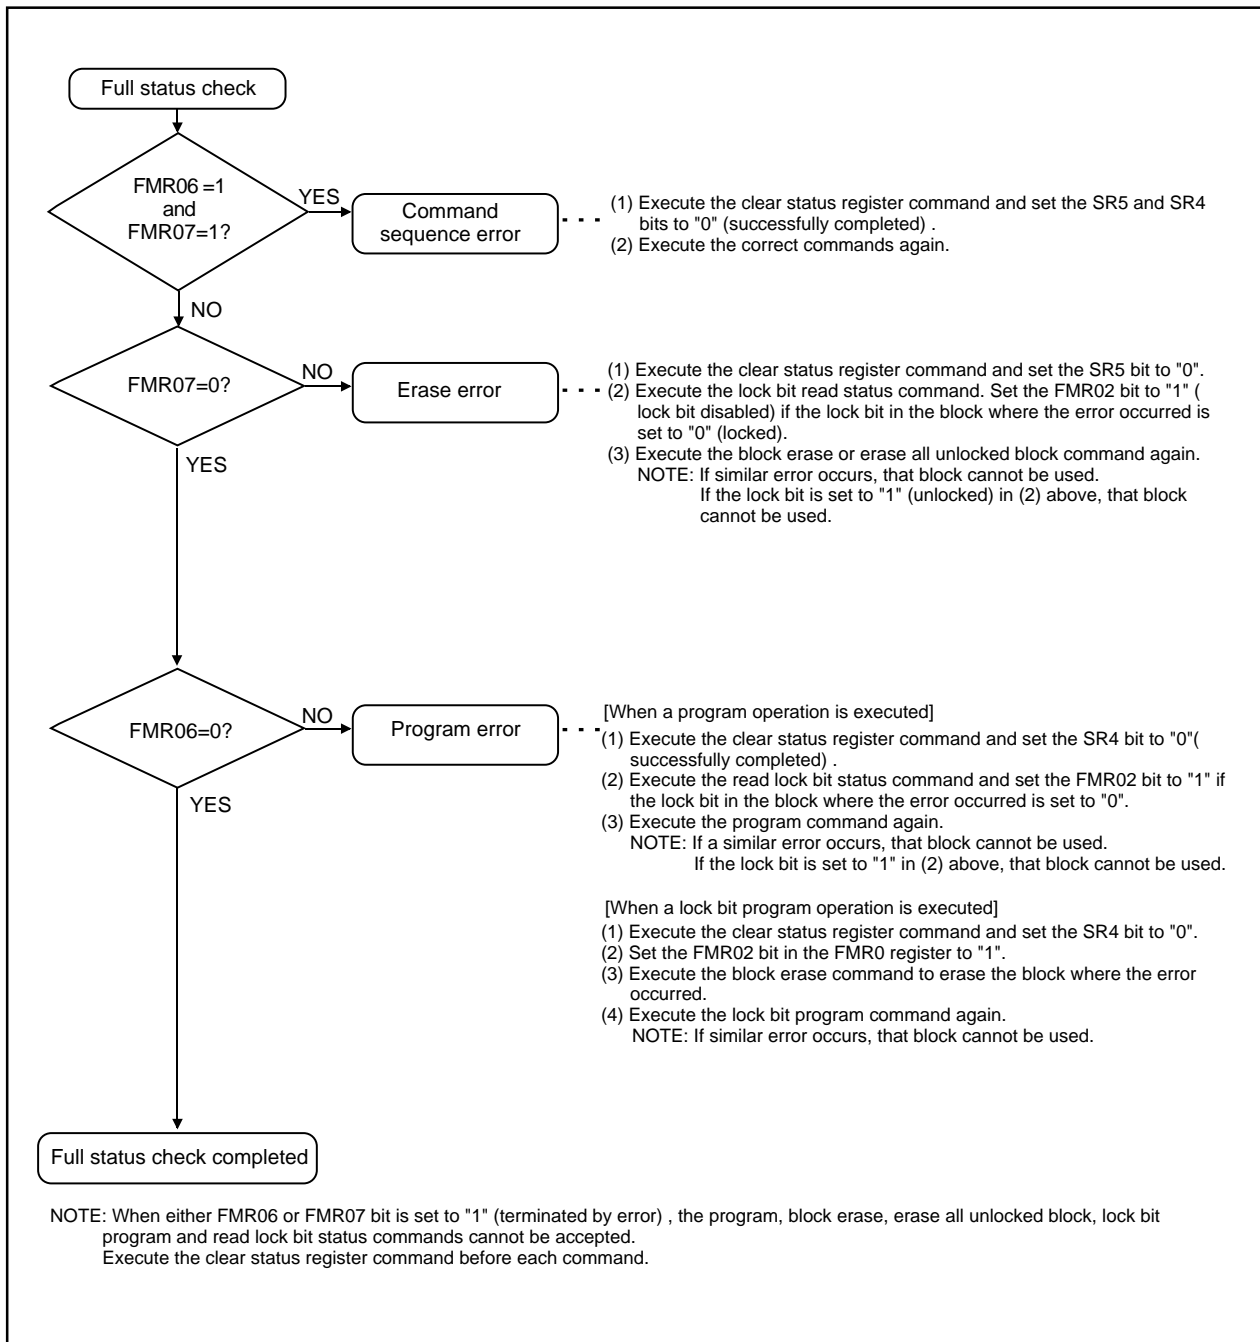 Full status check
FMR06 =1
and
FMR07=1?
YES
Command
sequence error
(1) Execute the clear status register command and set the SR5 and SR4
bits to "0" (successfully completed) .
(2) Execute the correct commands again.
NO
FMR07=0?
NO
Erase error
(1) Execute the clear status register command and set the SR5 bit to "0".
(2) Execute the lock bit read status command. Set the FMR02 bit to "1" (
lock bit disabled) if the lock bit in the block where the error occurred is
set to "0" (locked).
(3) Execute the block erase or erase all unlocked block command again.
NOTE: If similar error occurs, that block cannot be used.
If the lock bit is set to "1" (unlocked) in (2) above, that block
cannot be used.
YES
FMR06=0?
NO
Program error
[When a program operation is executed]
(1) Execute the clear status register command and set the SR4 bit to "0"(
successfully completed) .
(2) Execute the read lock bit status command and set the FMR02 bit to "1" if
the lock bit in the block where the error occurred is set to "0".
(3) Execute the program command again.
NOTE: If a similar error occurs, that block cannot be used.
If the lock bit is set to "1" in (2) above, that block cannot be used.
YES
[When a lock bit program operation is executed]
(1) Execute the clear status register command and set the SR4 bit to "0".
(2) Set the FMR02 bit in the FMR0 register to "1".
(3) Execute the block erase command to erase the block where the error
occurred.
(4) Execute the lock bit program command again.
NOTE: If similar error occurs, that block cannot be used.
Full status check completed
NOTE: When either FMR06 or FMR07 bit is set to "1" (terminated by error) , the program, block erase, erase all unlocked block, lock bit
program and read lock bit status commands cannot be accepted.
Execute the clear status register command before each command.